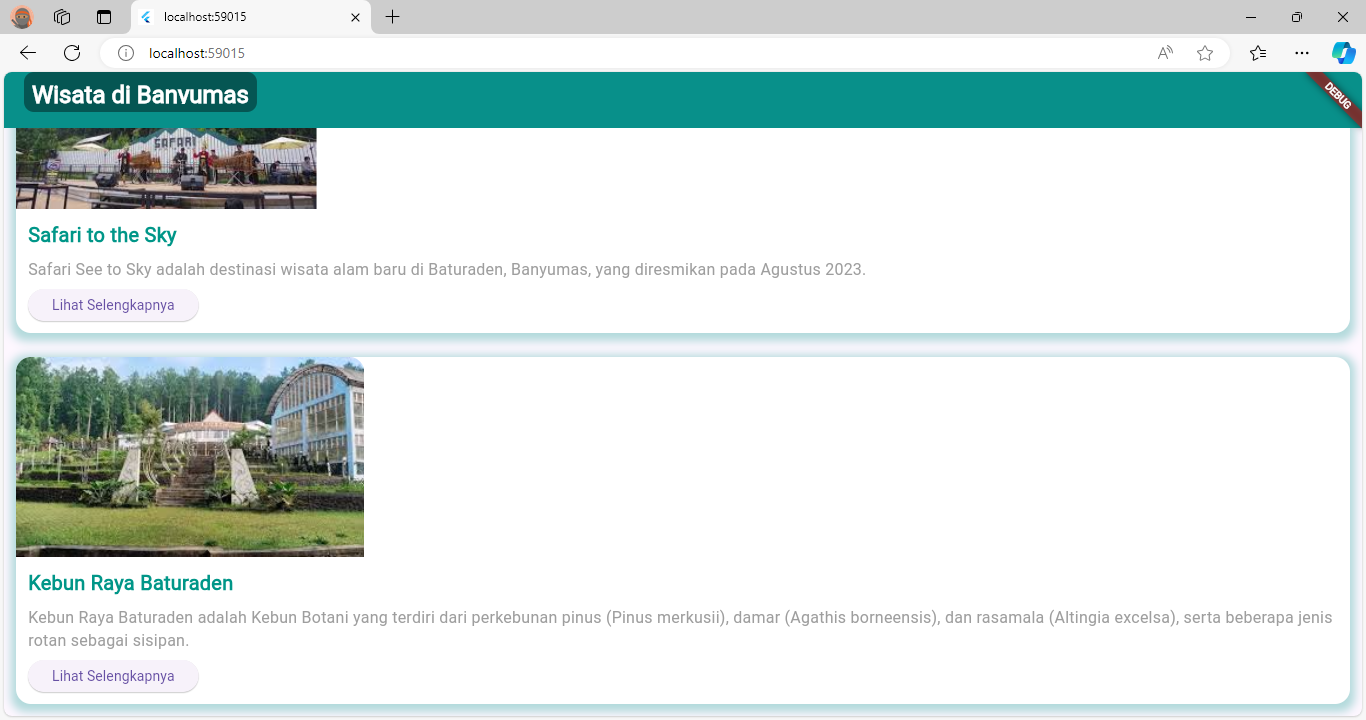 localhost:59015
localhost:59015
Wisata di Banyumas
DEBUG
SAFARI
Safari to the Sky
Safari See to Sky adalah destinasi wisata alam baru di Baturaden, Banyumas, yang diresmikan pada Agustus 2023.
Lihat Selengkapnya
Kebun Raya Baturaden
Kebun Raya Baturaden adalah Kebun Botani yang terdiri dari perkebunan pinus (Pinus merkusii), damar (Agathis borneensis), dan rasamala (Altingia excelsa), serta beberapa jenis
rotan sebagai sisipan.
Lihat Selengkapnya